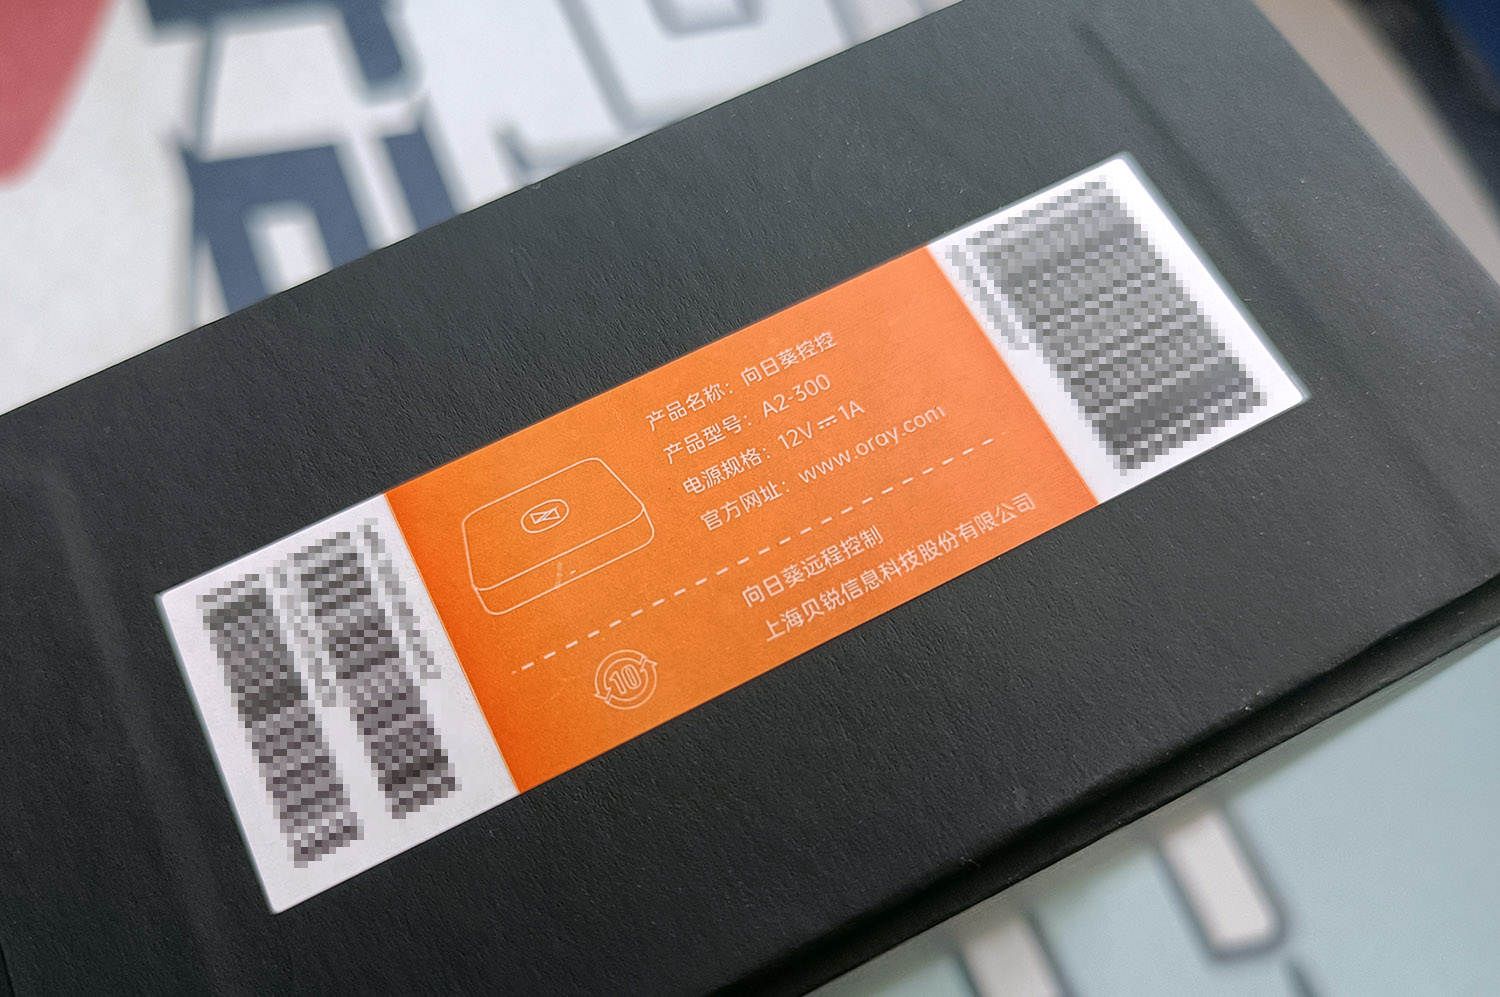 产品名称：向日葵控控
产品型号：A2-300
电源规格：12V⎓1A
官方网址：www.oray.com
向日葵远程控制
上海贝锐信息科技股份有限公司
10